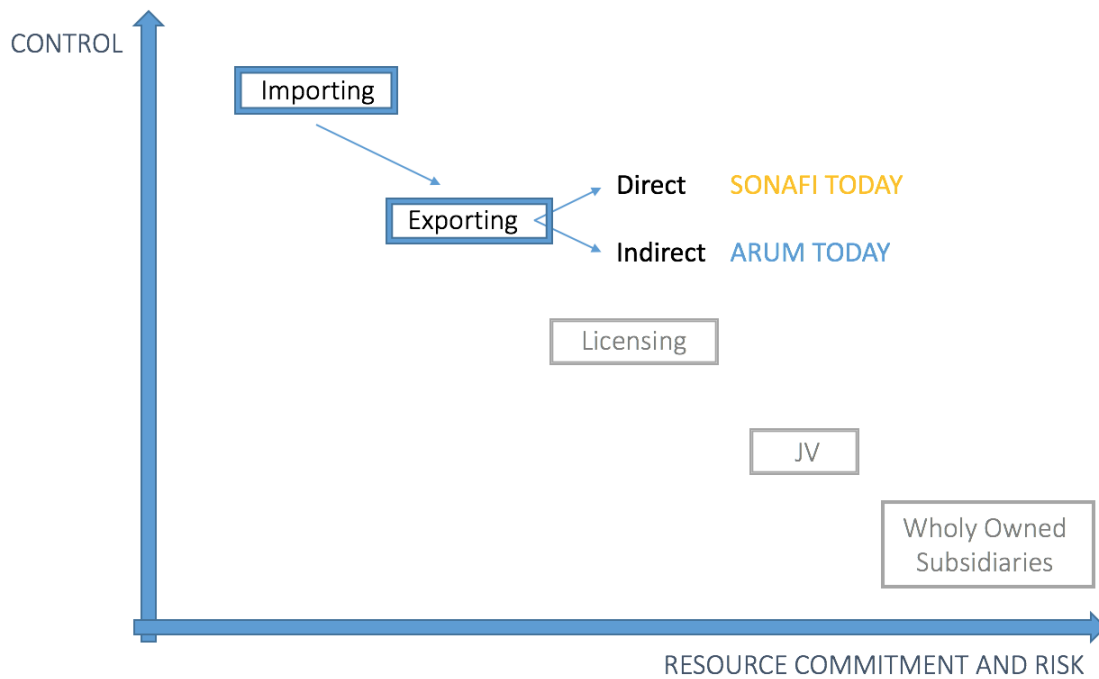 CONTROL
Importing
Direct SONAFI TODAY
Exporting
Indirect ARUM TODAY
Licensing
JV
Wholy Owned
Subsidiaries
RESOURCE COMMITMENT AND RISK